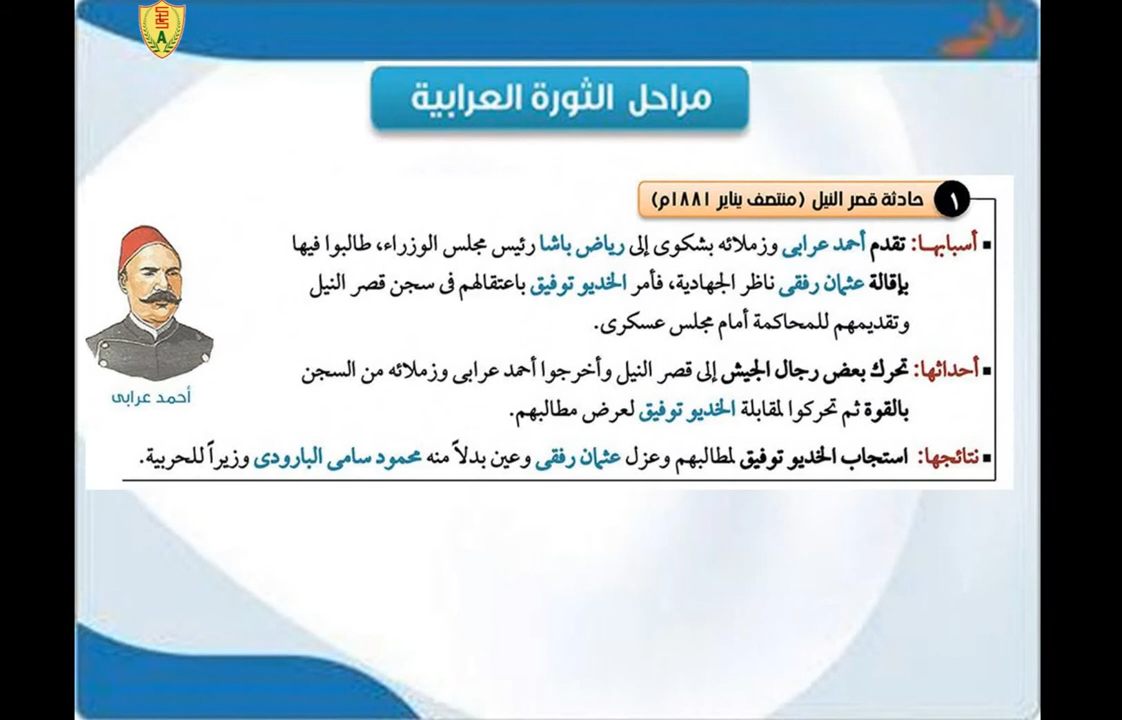 مراحل الثورة العرابية
١ حادثة قصر النيل (منتصف يناير ١٨٨١م)
▪ أسبابها: تقدم أحمد عرابى وزملائه بشكوى إلى رياض باشا رئيس مجلس الوزراء، طالبوا فيها
بإقالة عثمان رفقى ناظر الجهادية، فأمر الخديو توفيق باعتقالهم فى سجن قصر النيل
وتقديمهم للمحاكمة أمام مجلس عسكرى.
▪ أحداثها: تحرك بعض رجال الجيش إلى قصر النيل وأخرجوا أحمد عرابى وزملائه من السجن
بالقوة ثم تحركوا لمقابلة الخديو توفيق لعرض مطالبهم.
▪ نتائجها: استجاب الخديو توفيق لمطالبهم وعزل عثمان رفقى وعين بدلاً منه محمود سامى البارودى وزيراً للحربية.
أحمد عرابى